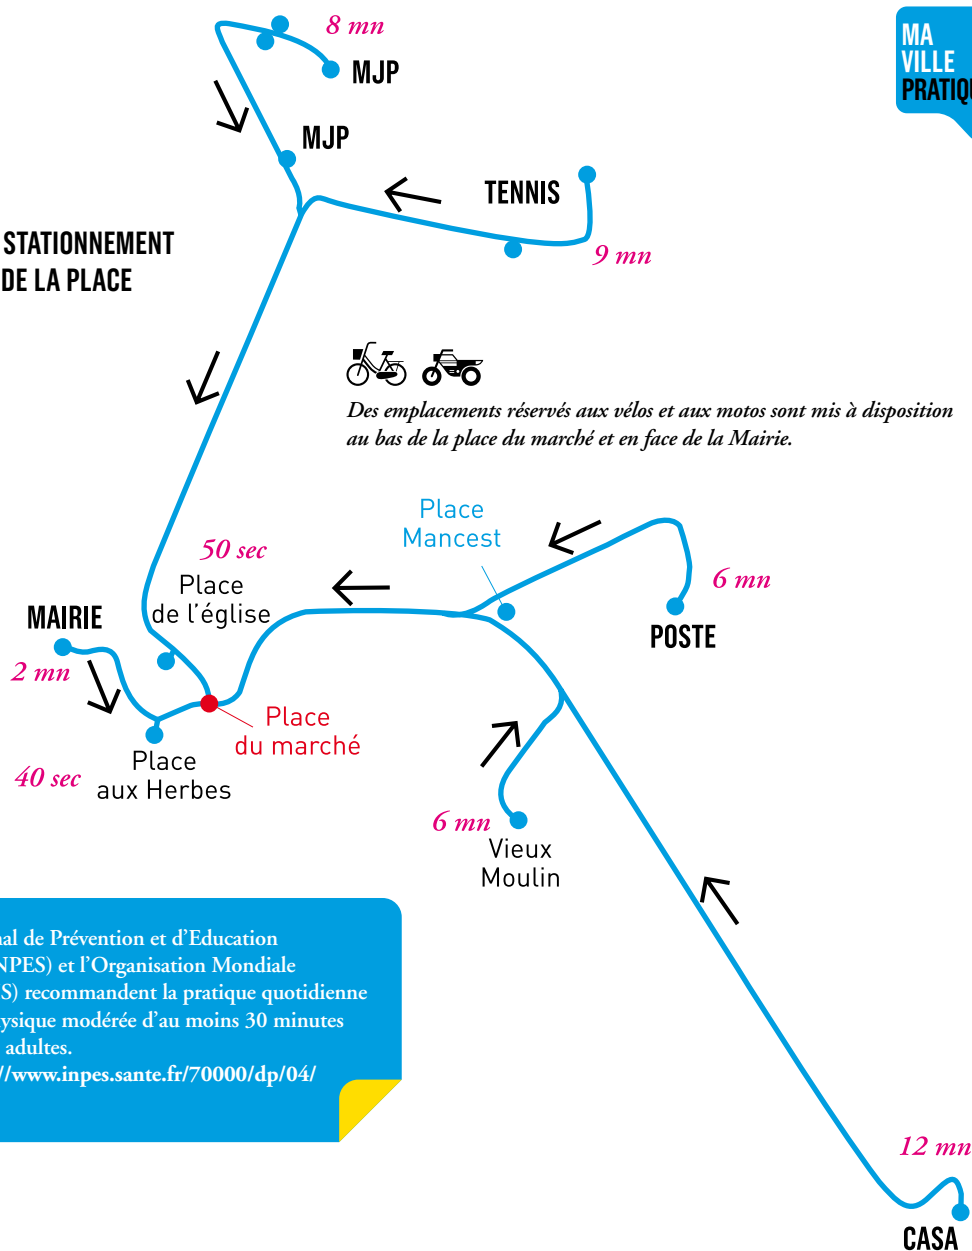 8 mn
MJP
MA
VILLE
PRATIQU
MJP
TENNIS
9 mn
STATIONNEMENT
DE LA PLACE
Des emplacements réservés aux vélos et aux motos sont mis à disposition
au bas de la place du marché et en face de la Mairie.
Place
Mancest
50 sec
Place
de l’église
6 mn
MAIRIE
POSTE
2 mn
Place
du marché
Place
aux Herbes
40 sec
6 mn
Vieux
Moulin
nal de Prévention et d’Education
NPES) et l’Organisation Mondiale
S) recommandent la pratique quotidienne
ysique modérée d’au moins 30 minutes
adultes.
//www.inpes.sante.fr/70000/dp/04/
12 mn
CASA